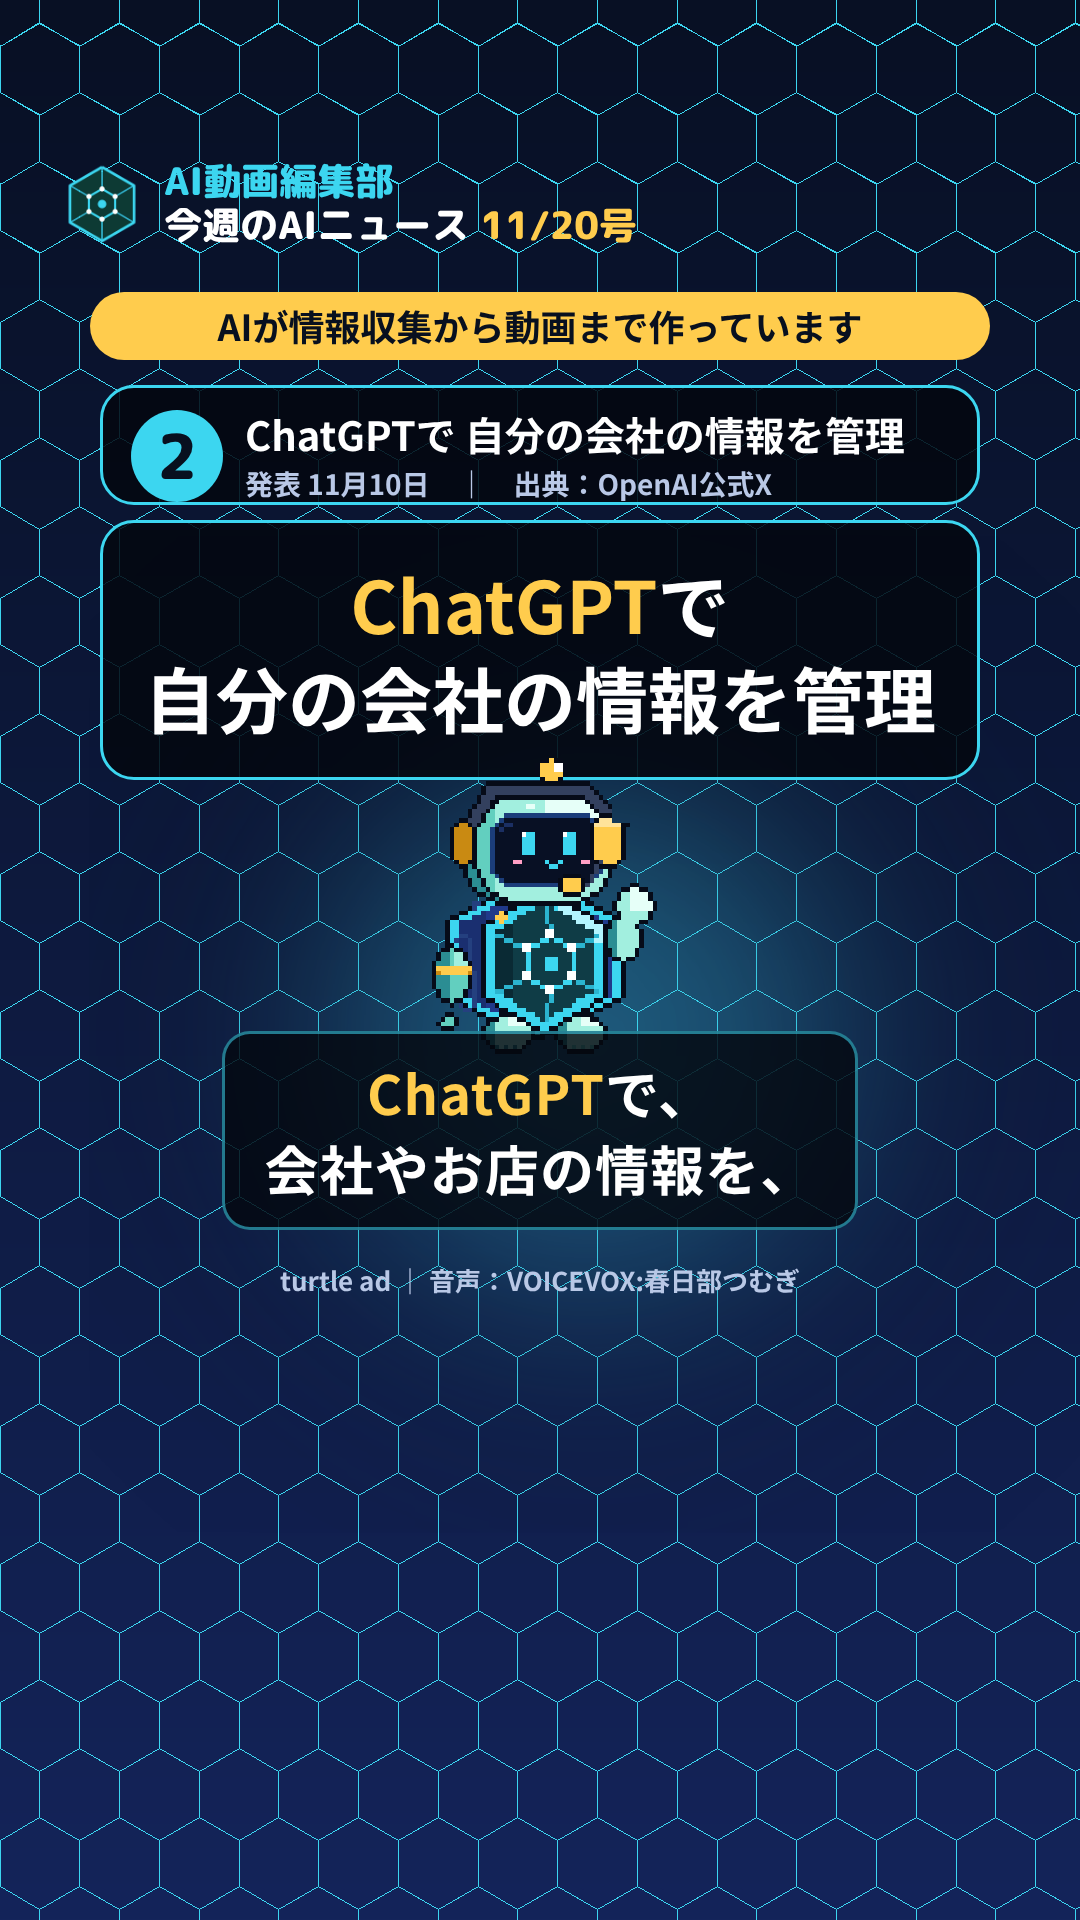 AI動画編集部
今週のAIニュース 11/20号
AIが情報収集から動画まで作っています
2
ChatGPTで 自分の会社の情報を管理
発表 11月10日 ｜ 出典：OpenAI公式X
ChatGPTで
自分の会社の情報を管理
ChatGPTで、
会社やお店の情報を、
turtle ad ｜ 音声：VOICEVOX:春日部つむぎ